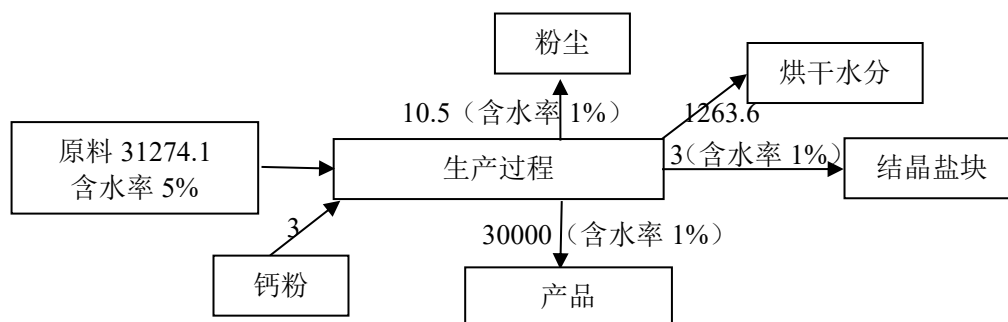 粉尘
烘干水分
10.5（含水率 1%）
1263.6
原料 31274.1
含水率 5%
生产过程
3（含水率 1%）
结晶盐块
3
30000（含水率 1%）
钙粉
产品